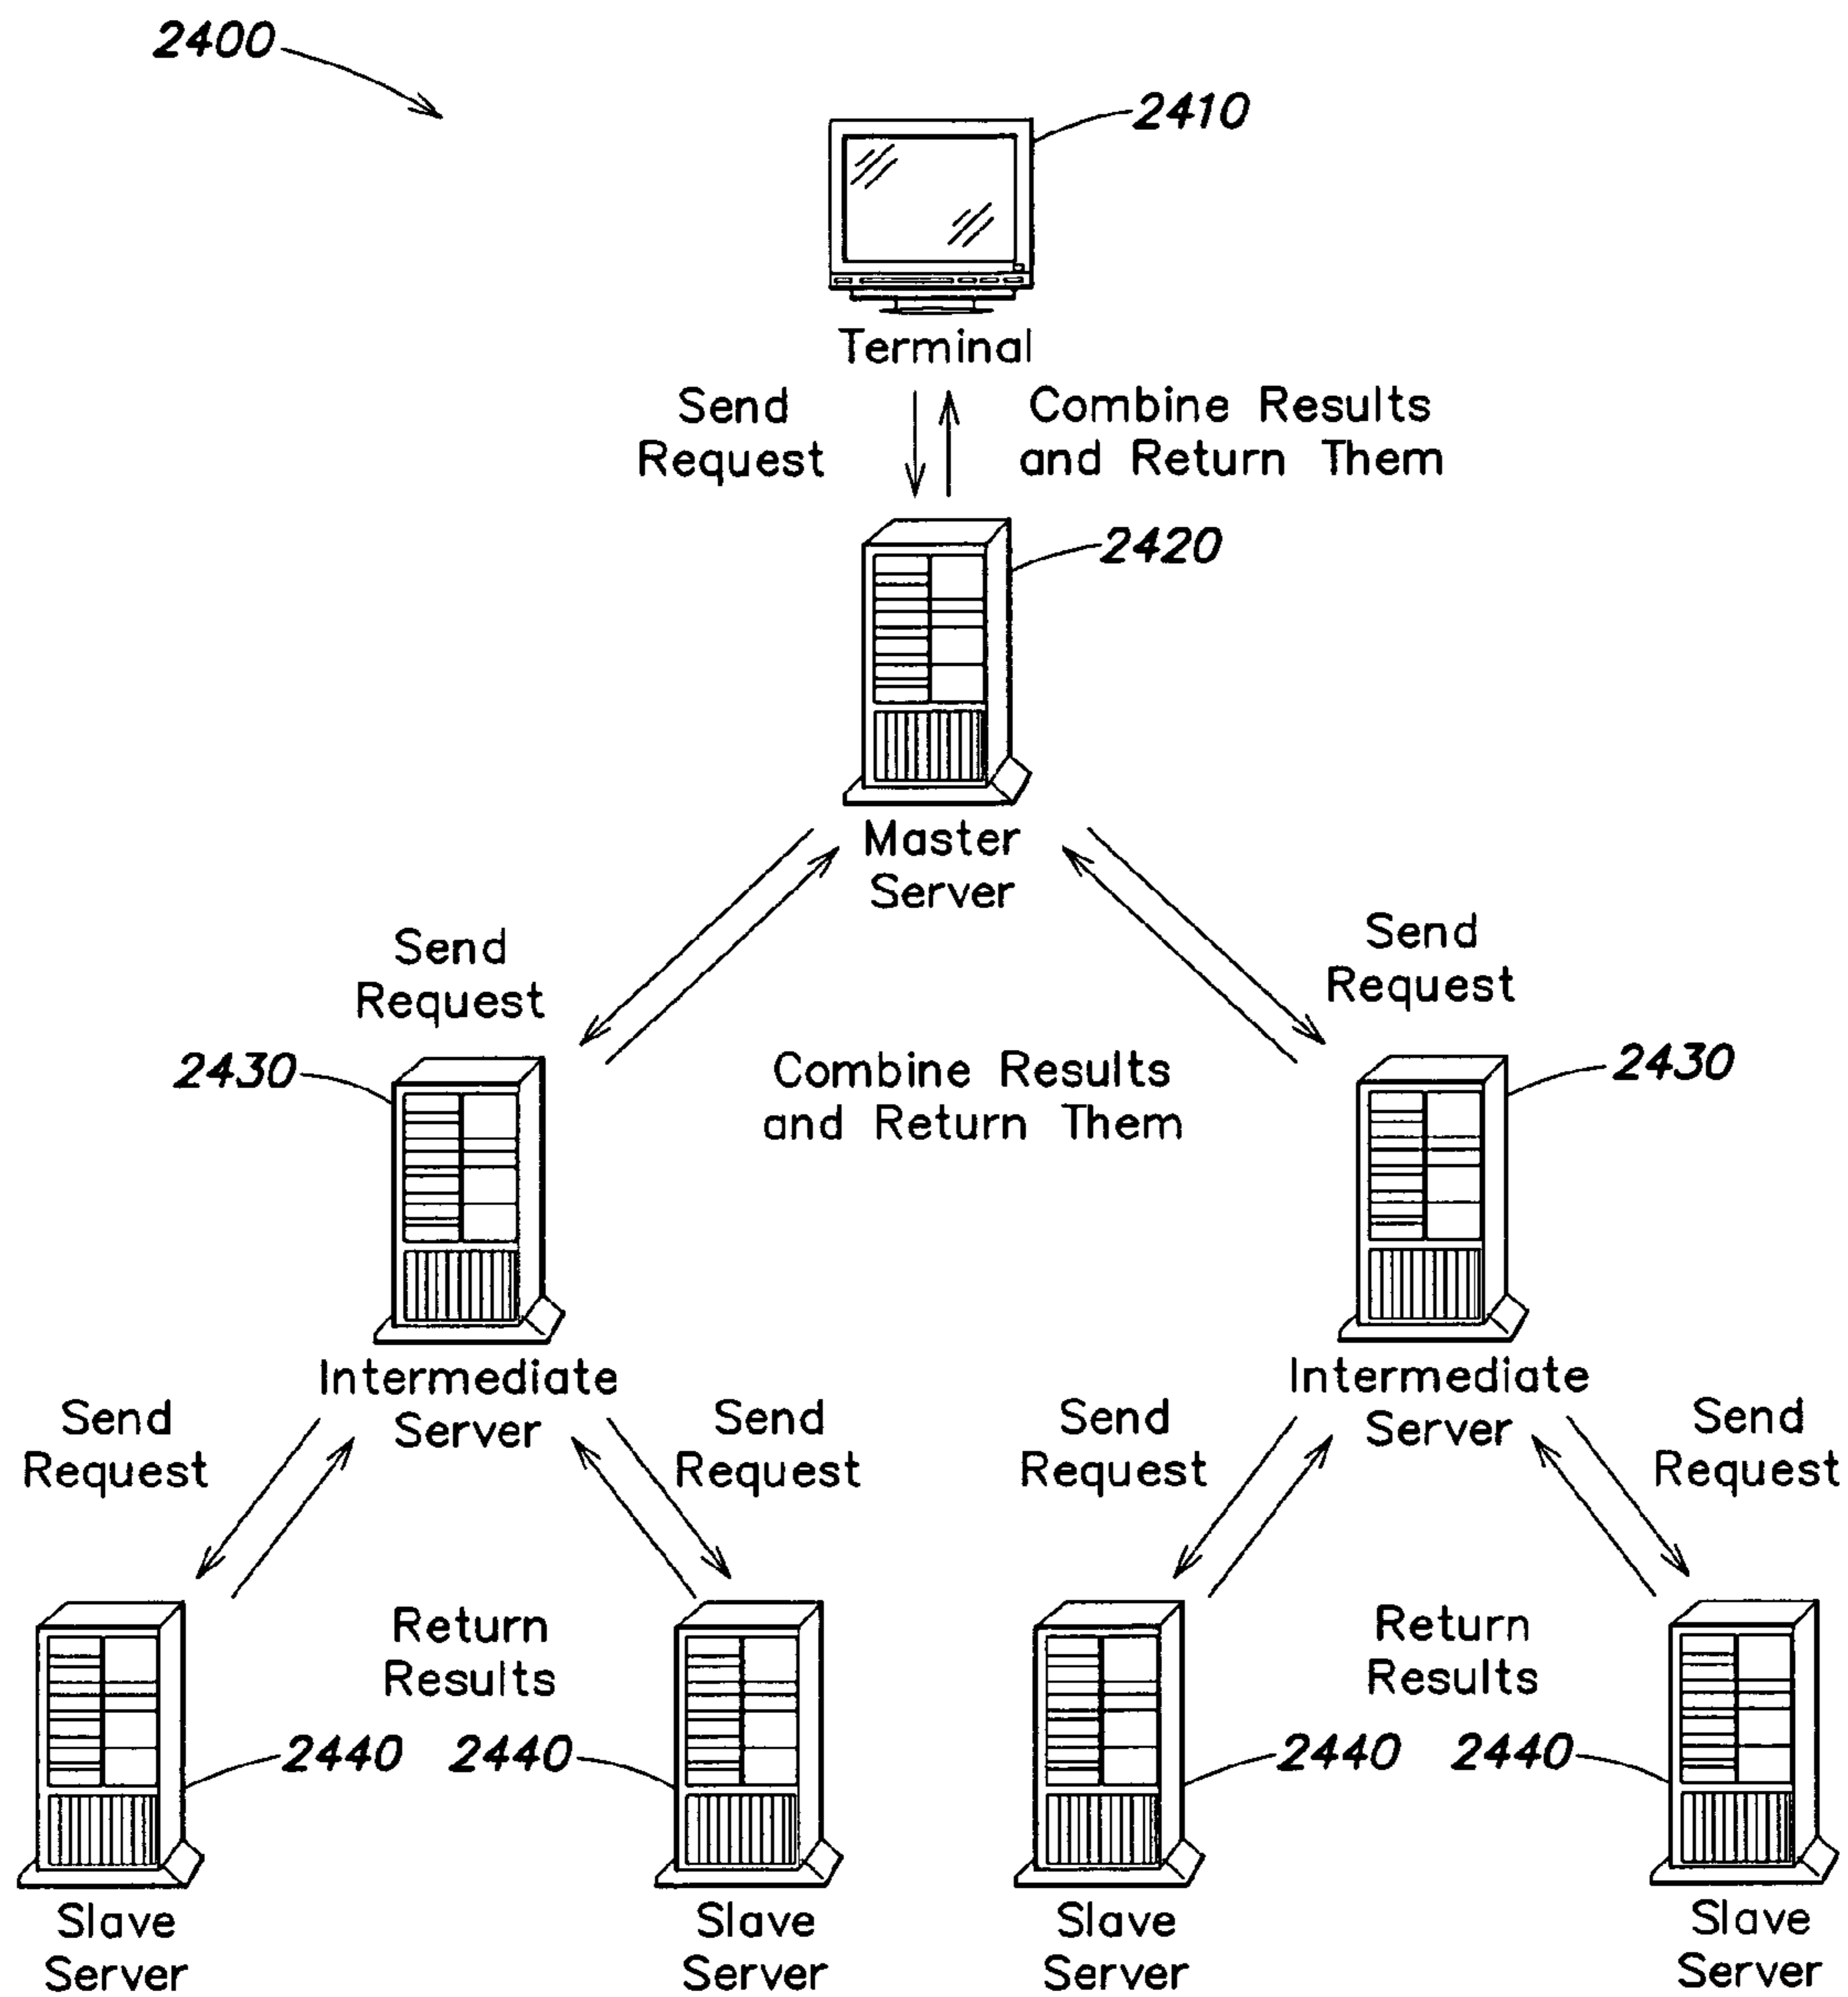 2400
2410
Terminal
Send
Request
Combine Results
and Return Them
2420
Master
Server
Send
Request
Send
Request
2430
Combine Results
and Return Them
2430
Intermediate
Server
Intermediate
Server
Send
Request
Send
Request
Send
Request
Send
Request
Return
Results
Return
Results
2440
2440
2440
2440
Slave
Server
Slave
Server
Slave
Server
Slave
Server